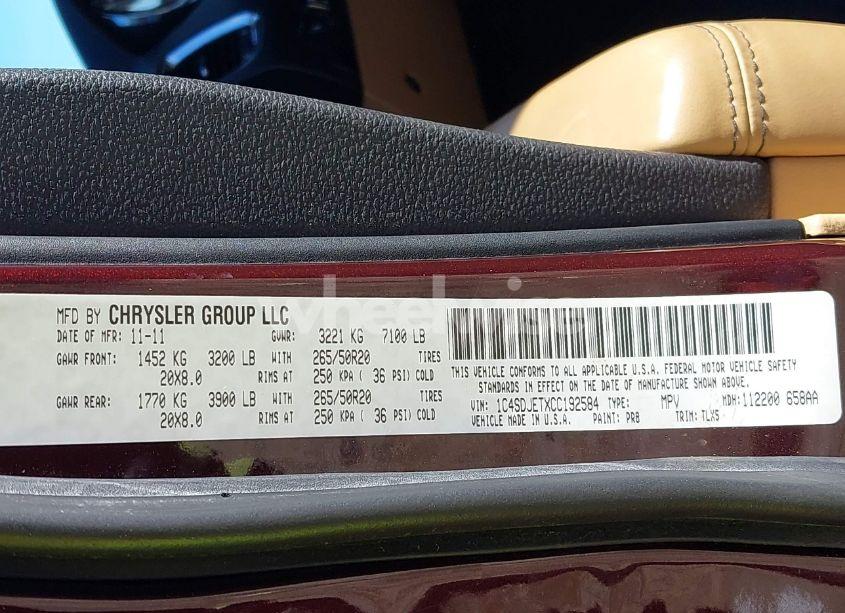 MFD BY CHRYSLER GROUP LLC
DATE OF MFR: 11-11 GVWR: 3221 KG 7100 LB
GAWR FRONT: 1452 KG 3200 LB WITH 265/50R20 TIRES
20X8.0 RIMS AT 250 KPA ( 36 PSI) COLD
GAWR REAR: 1770 KG 3900 LB WITH 265/50R20 TIRES
20X8.0 RIMS AT 250 KPA ( 36 PSI) COLD
THIS VEHICLE CONFORMS TO ALL APPLICABLE U.S.A. FEDERAL MOTOR VEHICLE SAFETY
STANDARDS IN EFFECT ON THE DATE OF MANUFACTURE SHOWN ABOVE.
VIN: 1C4SDJETXCC192584 TYPE: MPV MDH: 112200 658AA
VEHICLE MADE IN U.S.A. PAINT: PR8 TRIM: TLX5
wheelwise